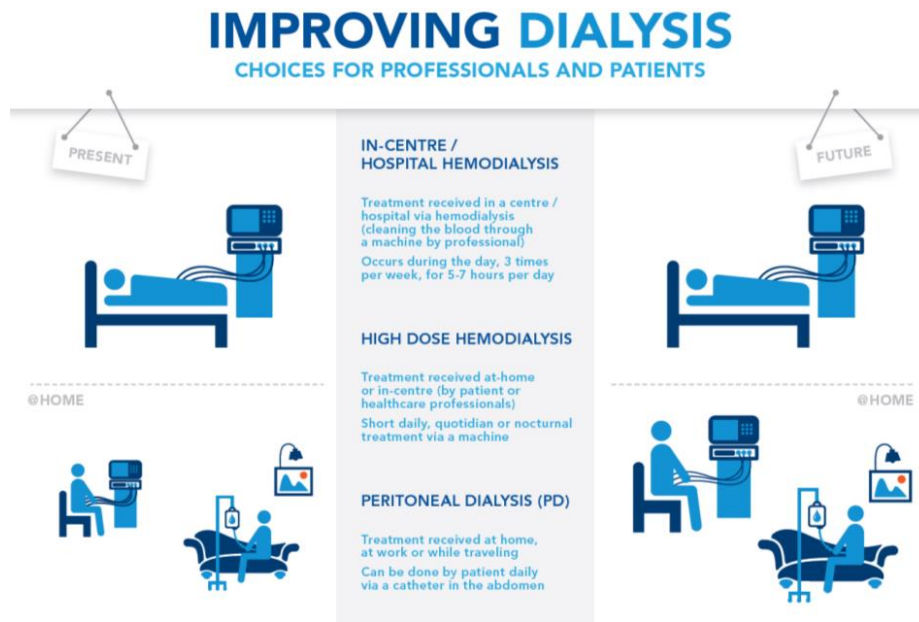 IMPROVING DIALYSIS
CHOICES FOR PROFESSIONALS AND PATIENTS
PRESENT
FUTURE
IN-CENTRE /
HOSPITAL HEMODIALYSIS
Treatment received in a centre /
hospital via hemodialysis
(cleaning the blood through
a machine by professional)
Occurs during the day, 3 times
per week, for 5-7 hours per day
HIGH DOSE HEMODIALYSIS
Treatment received at-home
or in-centre (by patient or
healthcare professionals)
Short daily, quotidian or nocturnal
treatment via a machine
@HOME
@HOME
PERITONEAL DIALYSIS (PD)
Treatment received at home,
at work or while traveling
Can be done by patient daily
via a catheter in the abdomen